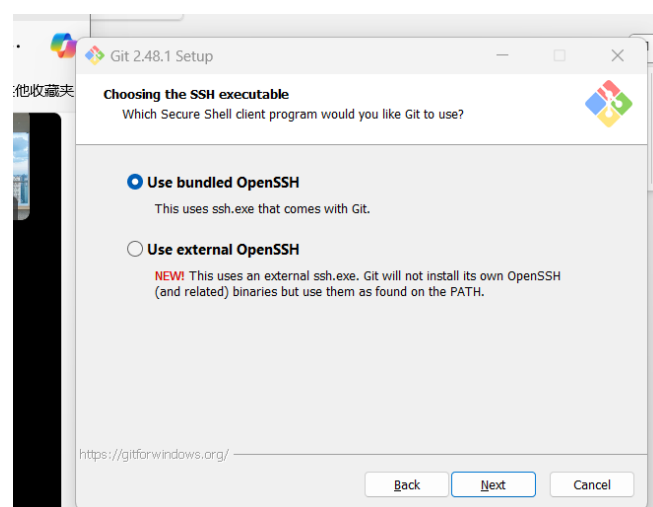 Git 2.48.1 Setup
他收藏夹
Choosing the SSH executable
Which Secure Shell client program would you like Git to use?
Use bundled OpenSSH
This uses ssh.exe that comes with Git.
Use external OpenSSH
NEW! This uses an external ssh.exe. Git will not install its own OpenSSH
(and related) binaries but use them as found on the PATH.
https://gitforwindows.org/
Back Next Cancel